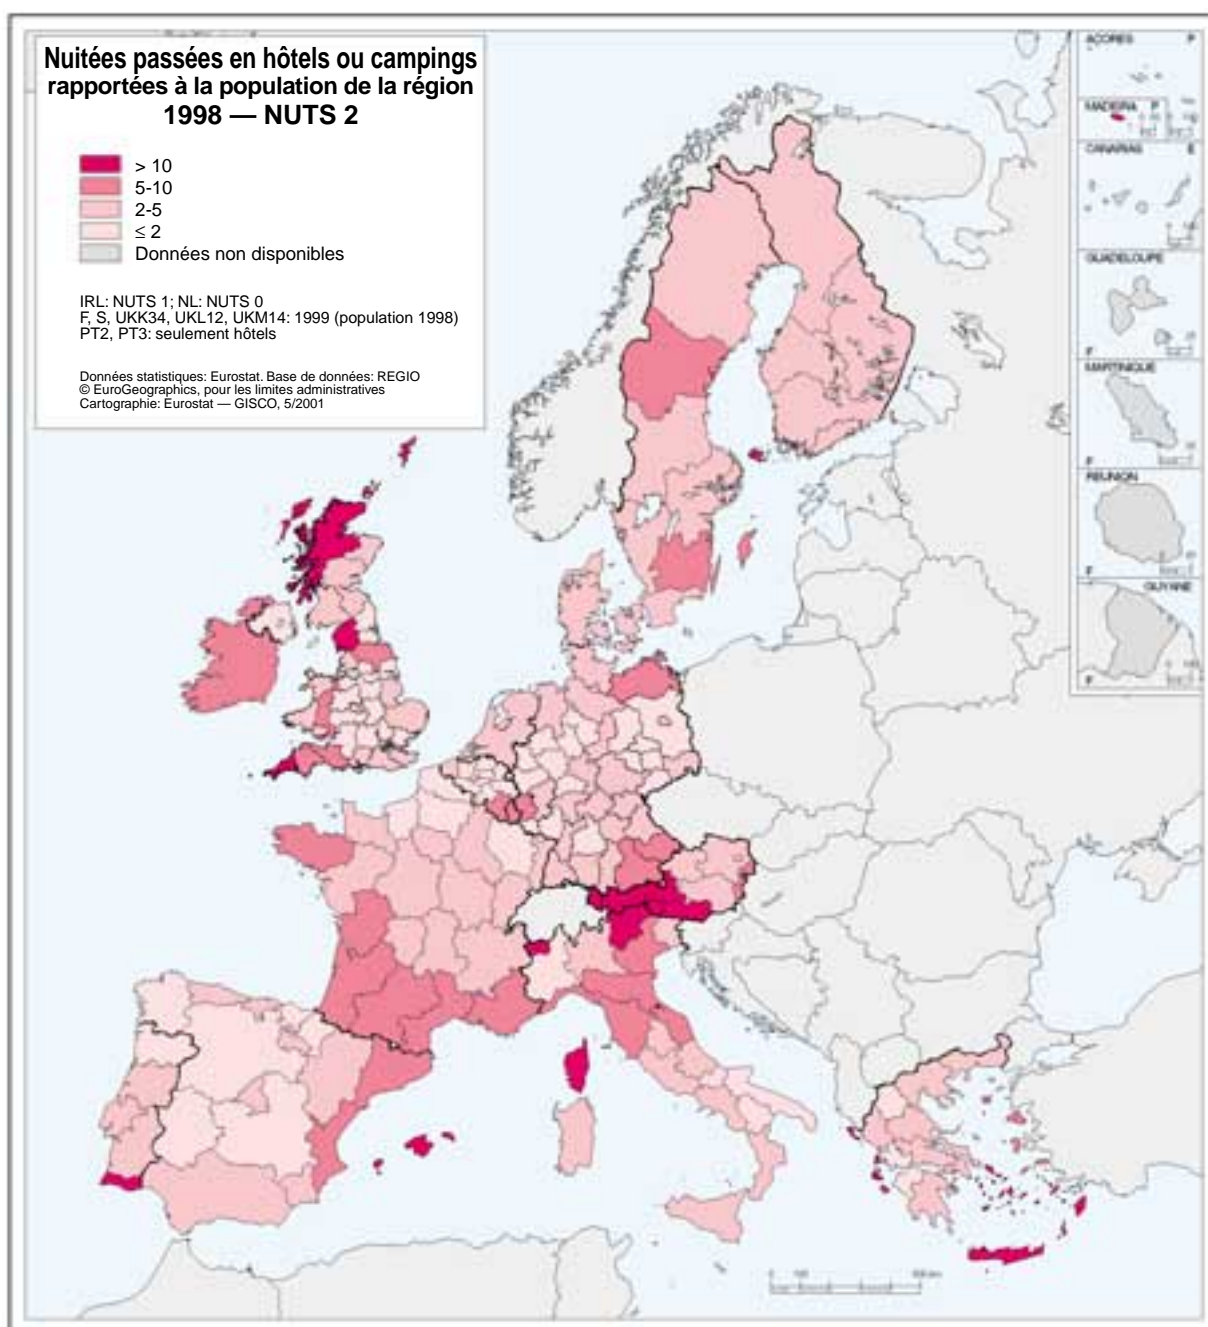 Nuitées passées en hôtels ou campings
rapportées à la population de la région
1998 — NUTS 2
> 10
5-10
2-5
≤ 2
Données non disponibles
IRL: NUTS 1; NL: NUTS 0
F, S, UKK34, UKL12, UKM14: 1999 (population 1998)
PT2, PT3: seulement hôtels
Données statistiques: Eurostat. Base de données: REGIO
© EuroGeographics, pour les limites administratives
Cartographie: Eurostat — GISCO, 5/2001
AÇORES P
MADEIRA P
CANARIAS E
GUADELOUPE
F
MARTINIQUE
F
REUNION
F
GUYANE
F